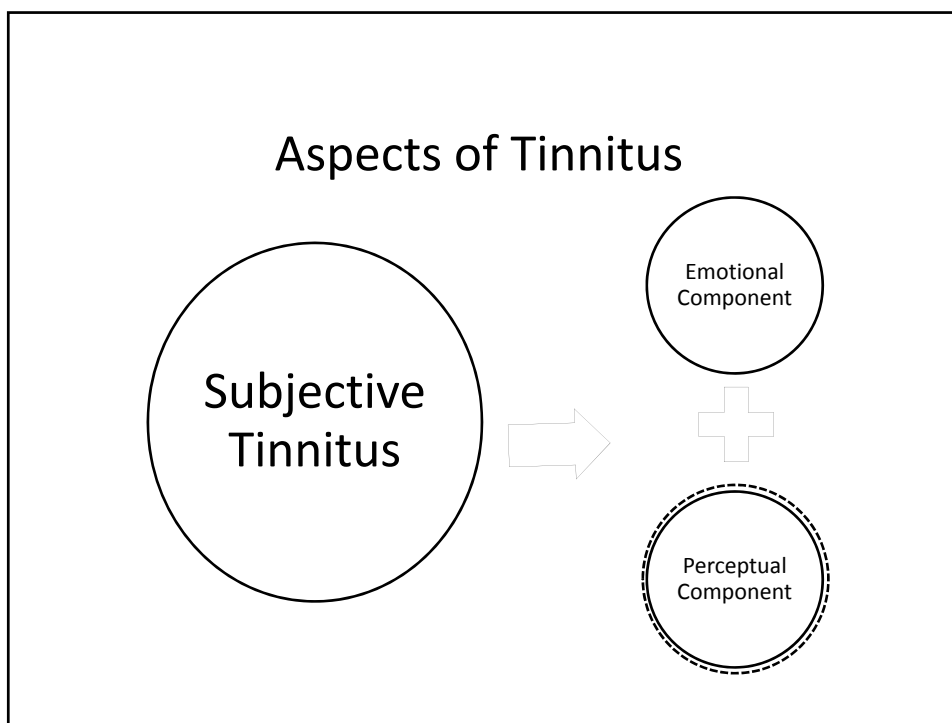 Aspects of Tinnitus
Subjective
Tinnitus
Emotional
Component
Perceptual
Component